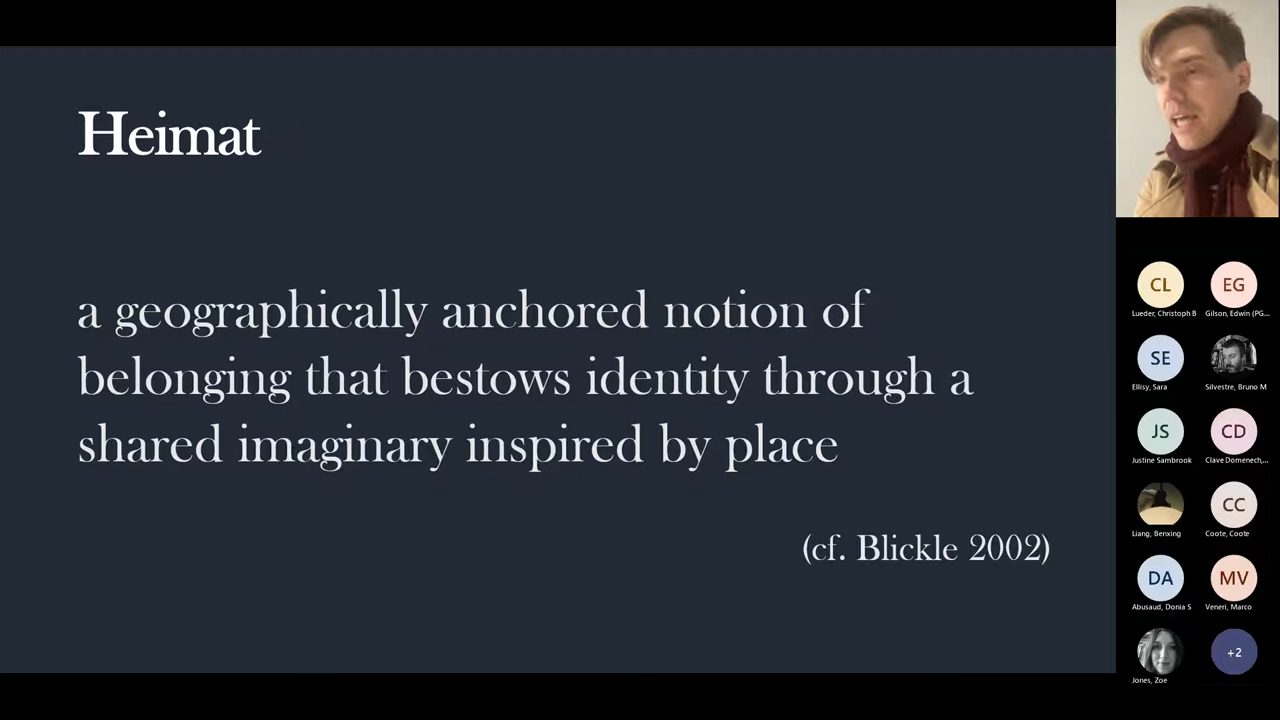 Heimat
a geographically anchored notion of
belonging that bestows identity through a
shared imaginary inspired by place
(cf. Blickle 2002)
CL
EG
Lueder, Christoph B
Gilson, Edwin (PG...
SE
Ellisy, Sara
Silvestre, Bruno M
JS
CD
Justine Sambrook
Clave Domenech,...
CC
Liang, Benxing
Coote, Coote
DA
MV
Abusaud, Donia S
Veneri, Marco
+2
Jones, Zoe